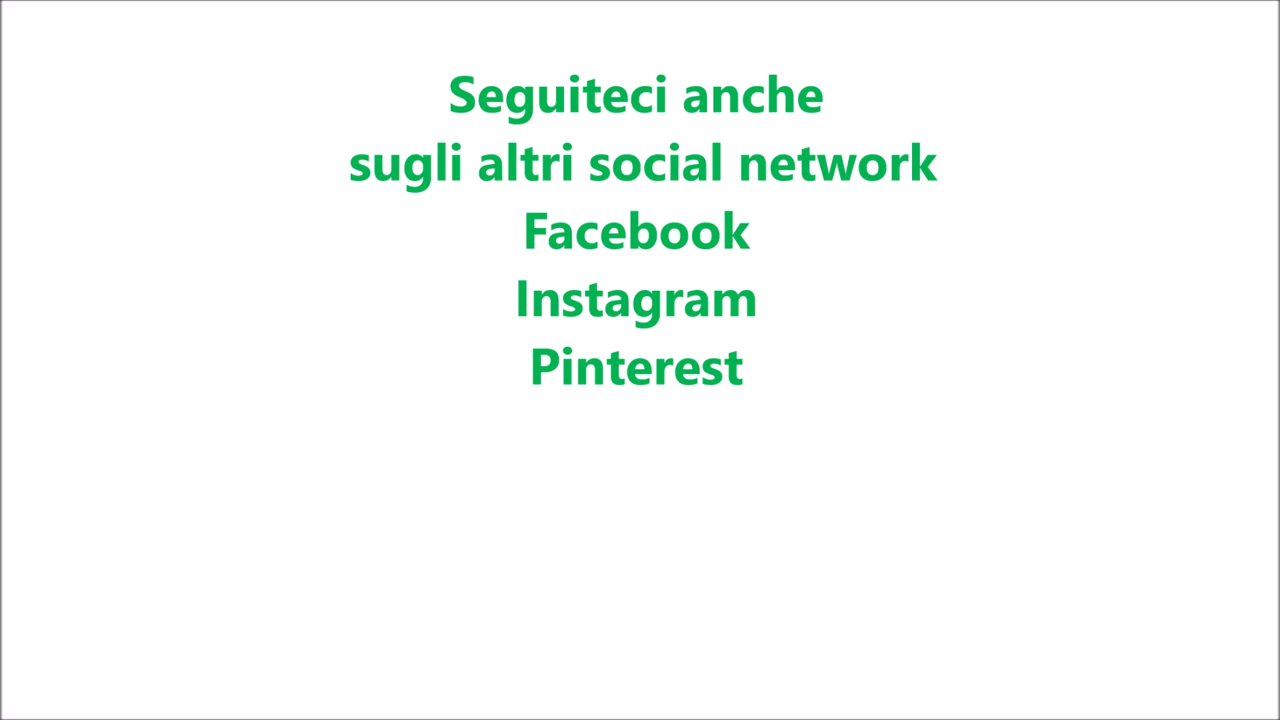 Seguiteci anche
sugli altri social network
Facebook
Instagram
Pinterest